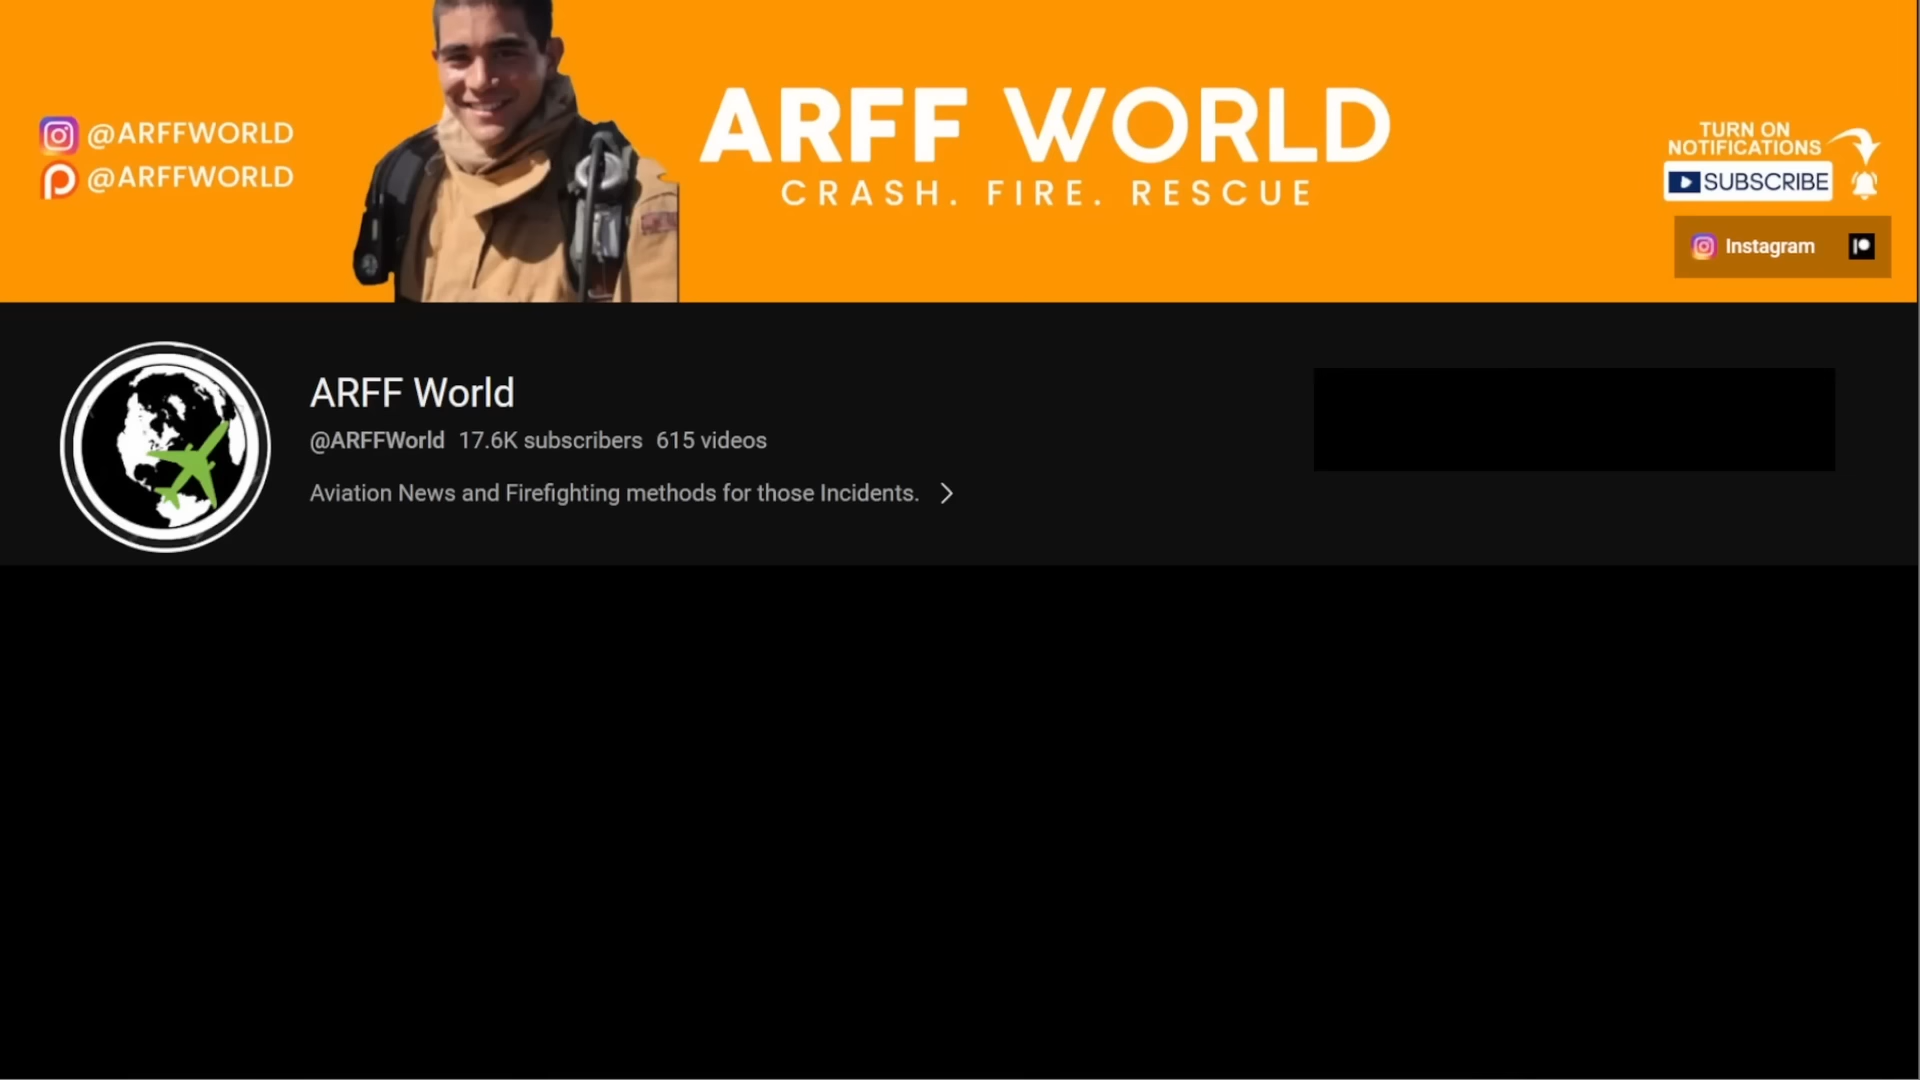 @ARFFWORLD
@ARFFWORLD
ARFF WORLD
CRASH. FIRE. RESCUE
TURN ON
NOTIFICATIONS
SUBSCRIBE
Instagram
ARFF World
@ARFFWorld 17.6K subscribers 615 videos
Aviation News and Firefighting methods for those Incidents.